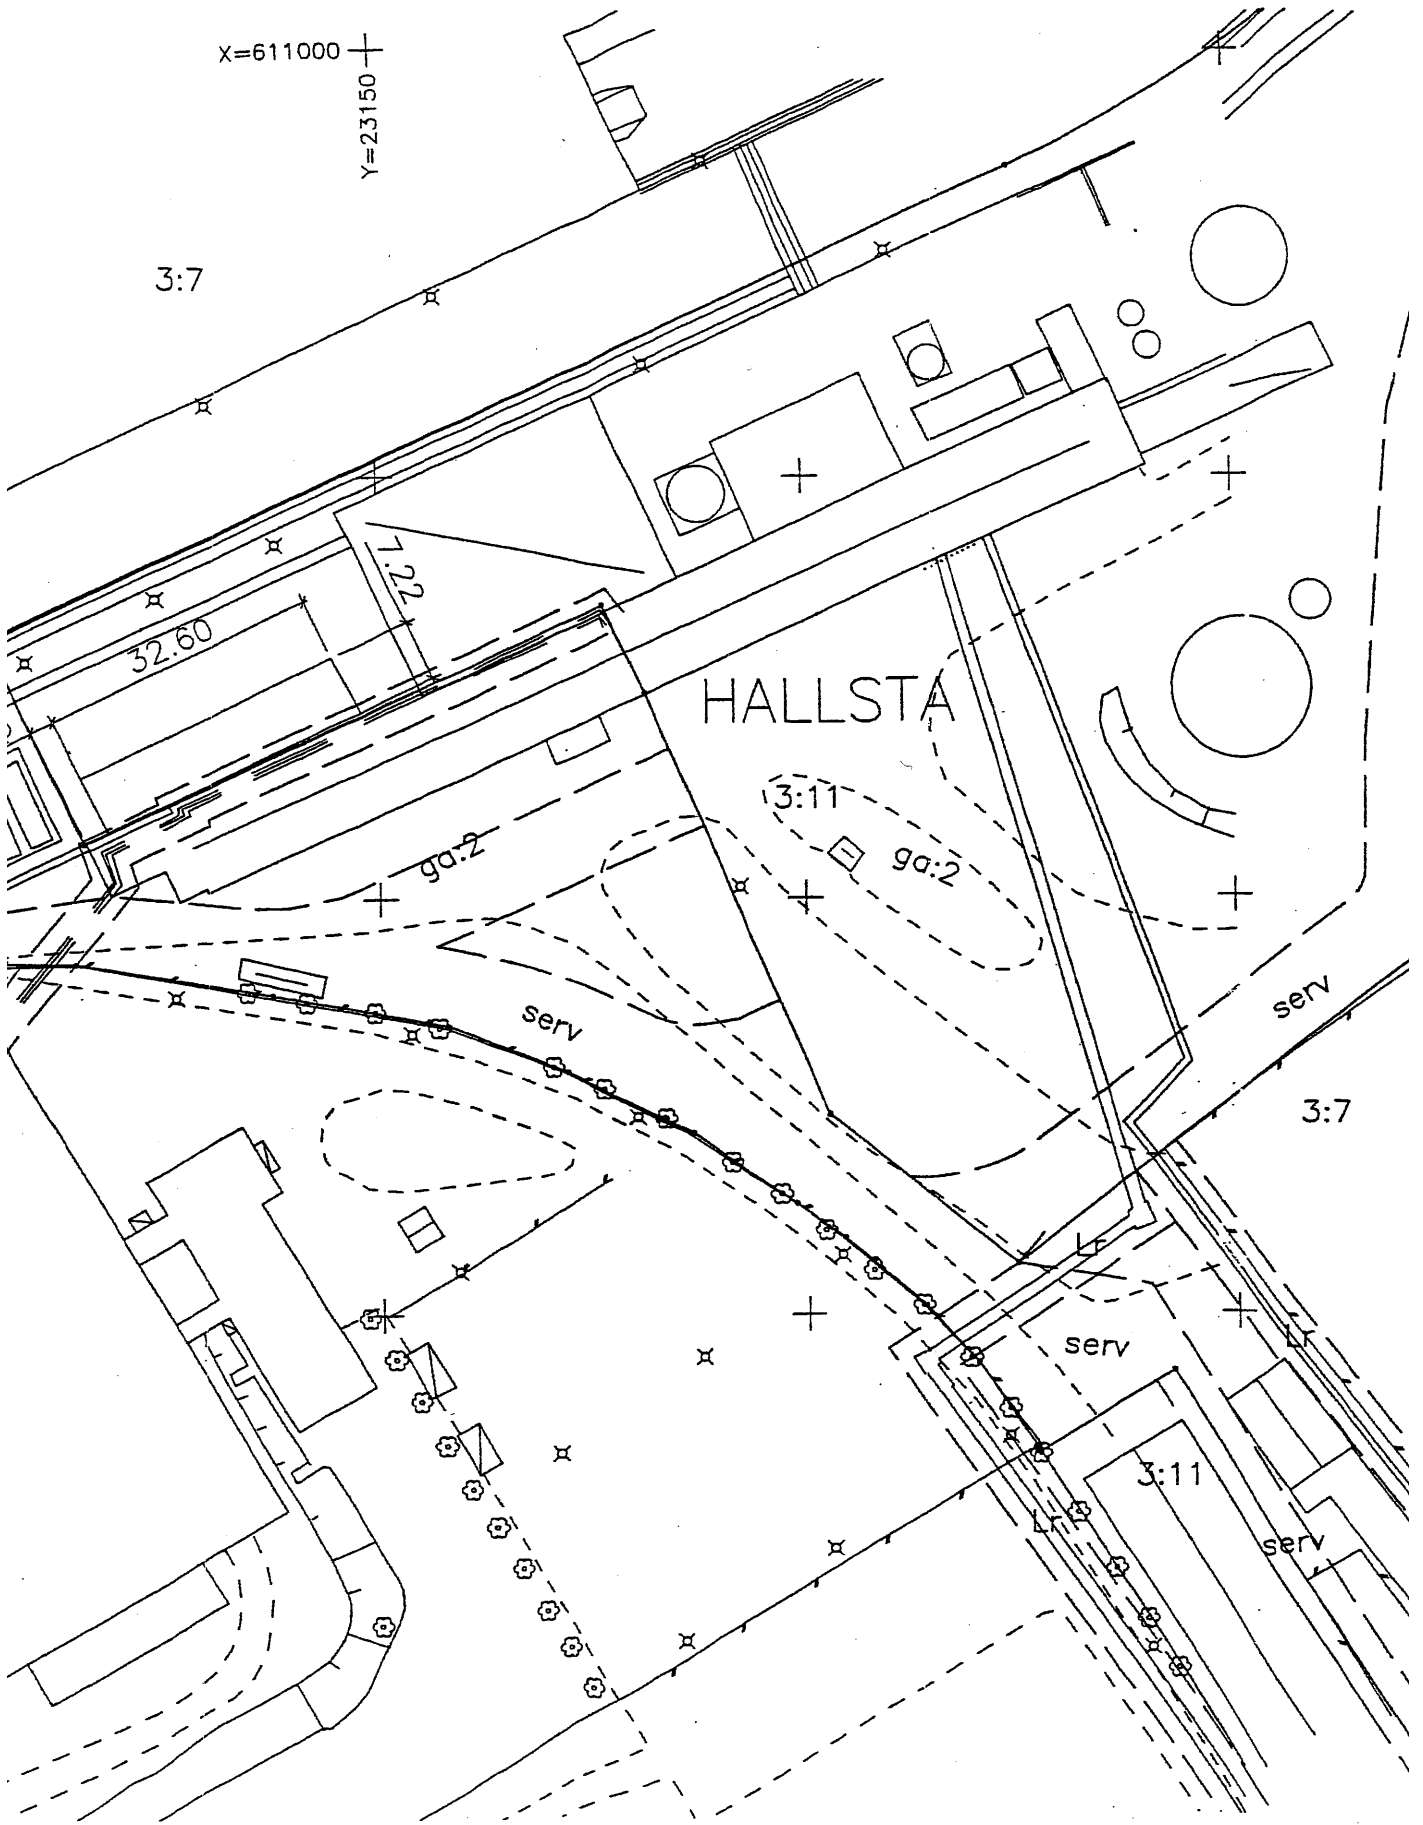 X=611000
Y=23150
3:7
7.22
32.60
HALLSTA
3:11
ga:2
ga:2
serv
serv
3:7
Lr
serv
Lr
3:11
Lr
serv